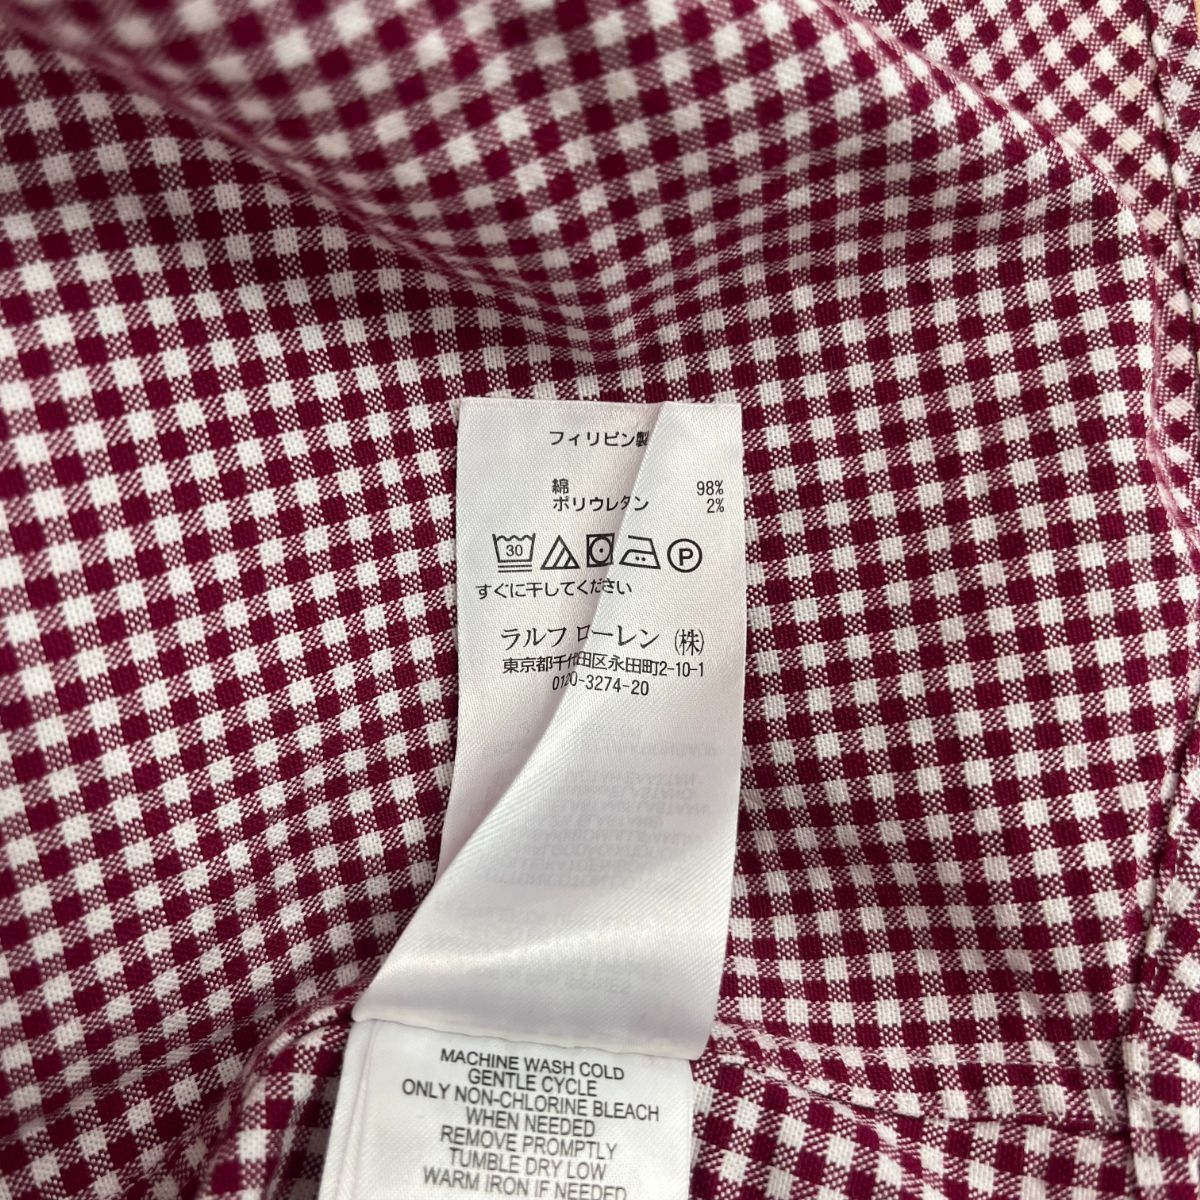 フィリピン製
綿 98%
ポリウレタン 2%
30 P
すぐに干してください
ラルフ ローレン (株)
東京都千代田区永田町2-10-1
0120-3274-20
MACHINE WASH COLD
GENTLE CYCLE
ONLY NON-CHLORINE BLEACH
WHEN NEEDED
REMOVE PROMPTLY
TUMBLE DRY LOW
WARM IRON IF NEEDED